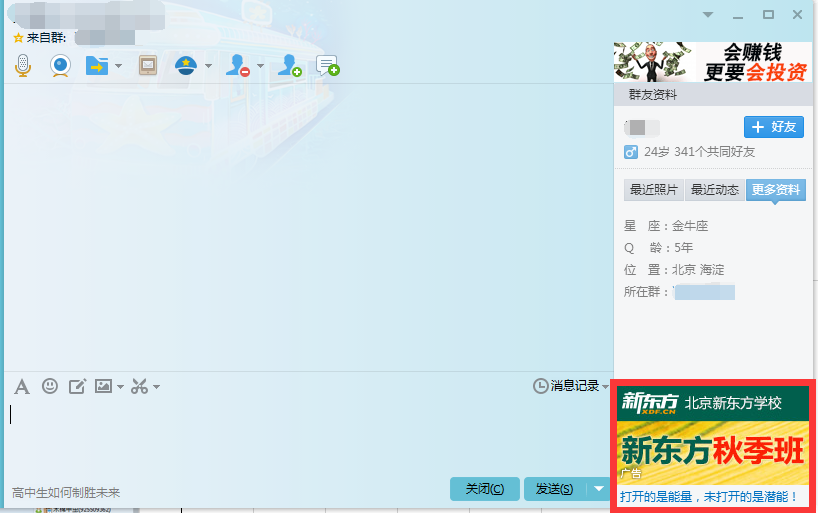 来自群:
会赚钱
更要会投资
群友资料
+ 好友
24岁 341个共同好友
最近照片 最近动态 更多资料
星 座：金牛座
Q 龄：5年
位 置：北京 海淀
所在群：
消息记录
新东方 XDF.CN 北京新东方学校
新东方秋季班
广告
打开的是能量，未打开的是潜能！
高中生如何制胜未来
关闭(C) 发送(S)